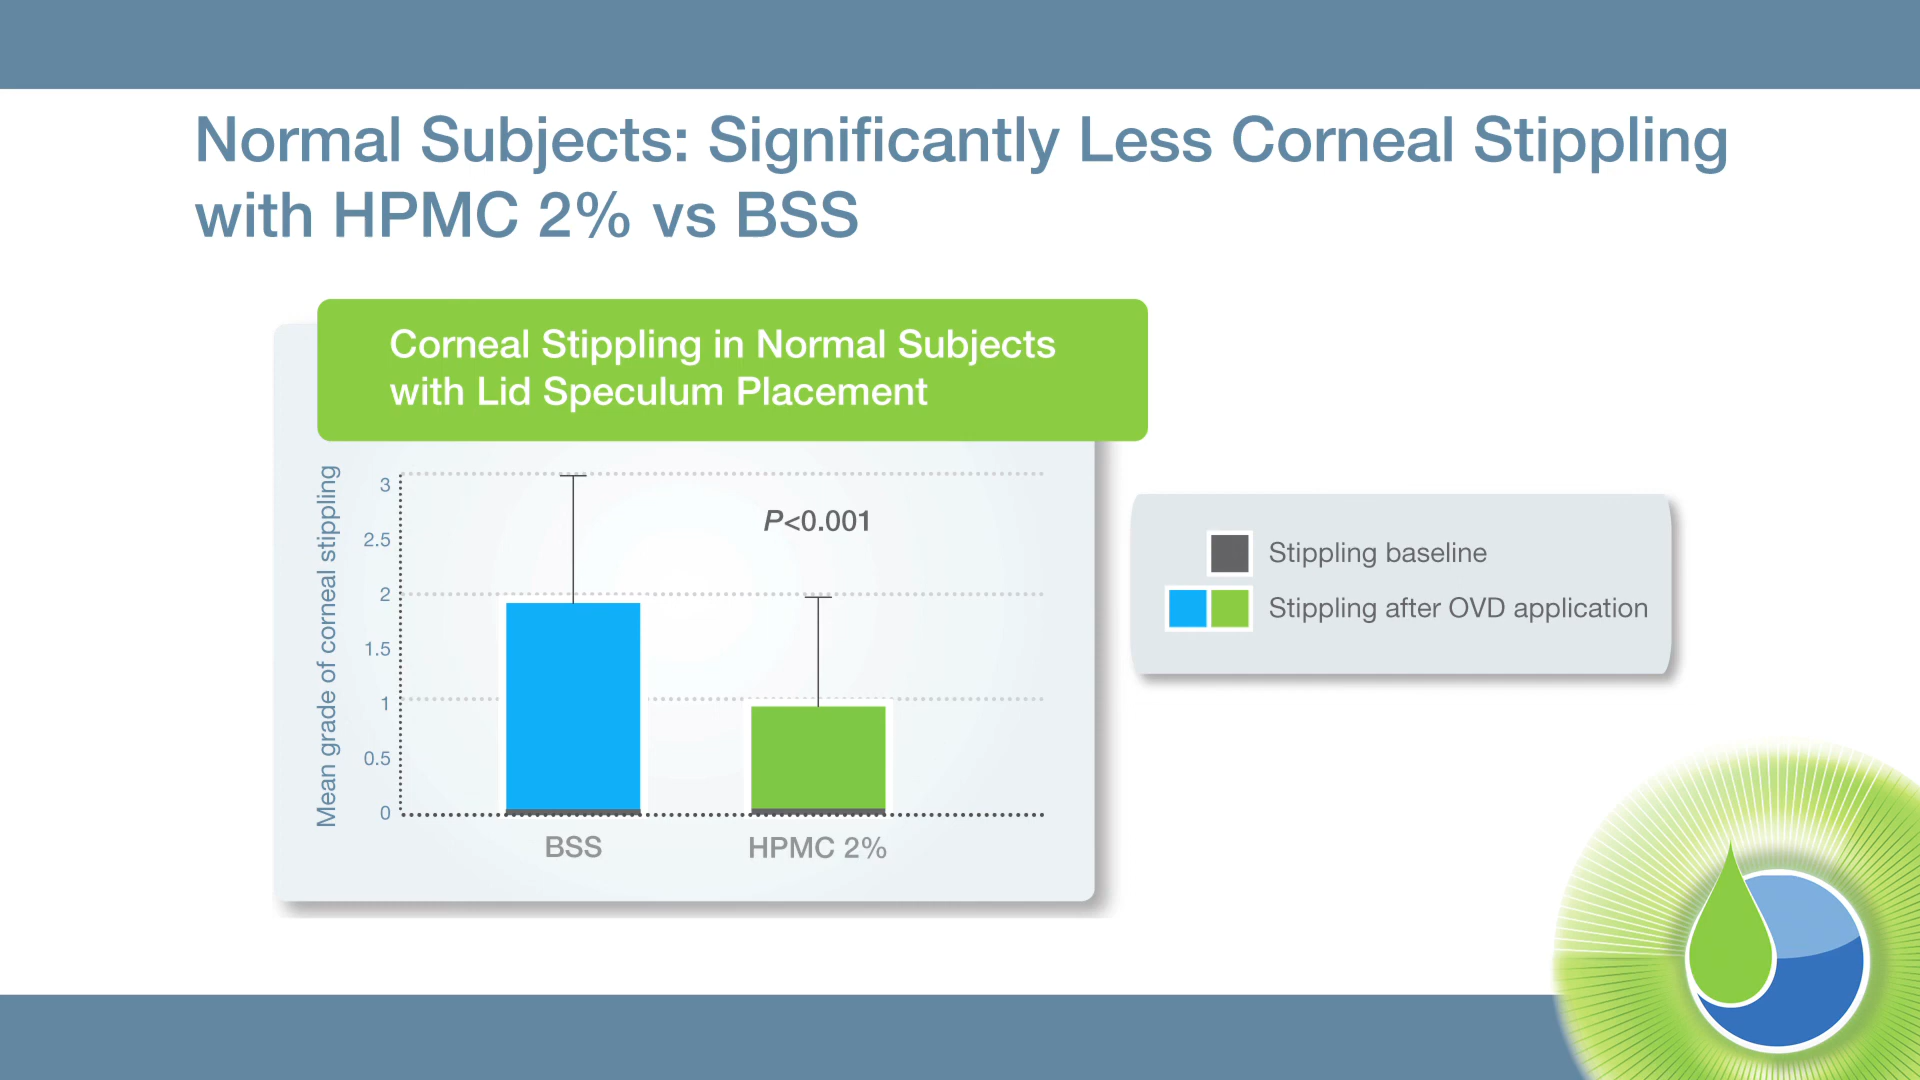 Normal Subjects: Significantly Less Corneal Stippling
with HPMC 2% vs BSS
Corneal Stippling in Normal Subjects
with Lid Speculum Placement
Mean grade of corneal stippling
3
2.5
2
1.5
1
0.5
0
P<0.001
BSS
HPMC 2%
Stippling baseline
Stippling after OVD application